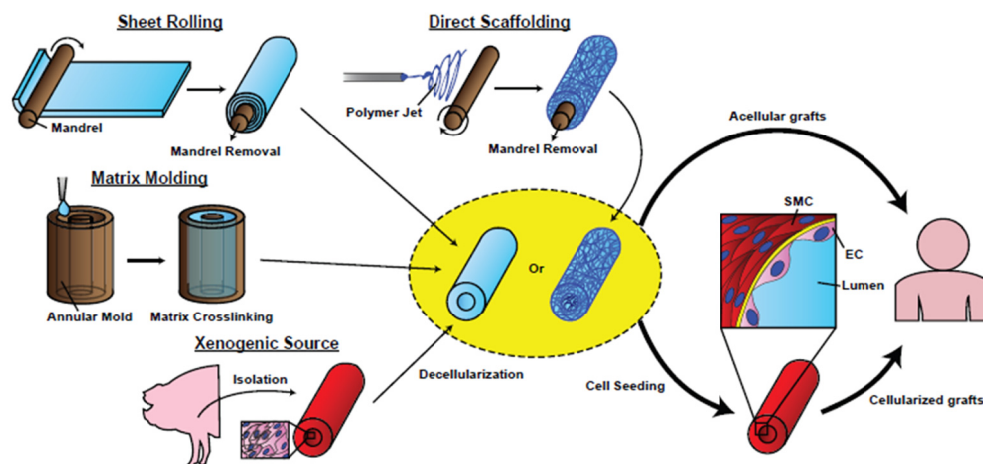 Sheet Rolling
Mandrel
Mandrel Removal
Direct Scaffolding
Polymer Jet
Mandrel Removal
Matrix Molding
Annular Mold
Matrix Crosslinking
Xenogenic Source
Isolation
Decellularization
Or
Acellular grafts
Cell Seeding
SMC
EC
Lumen
Cellularized grafts